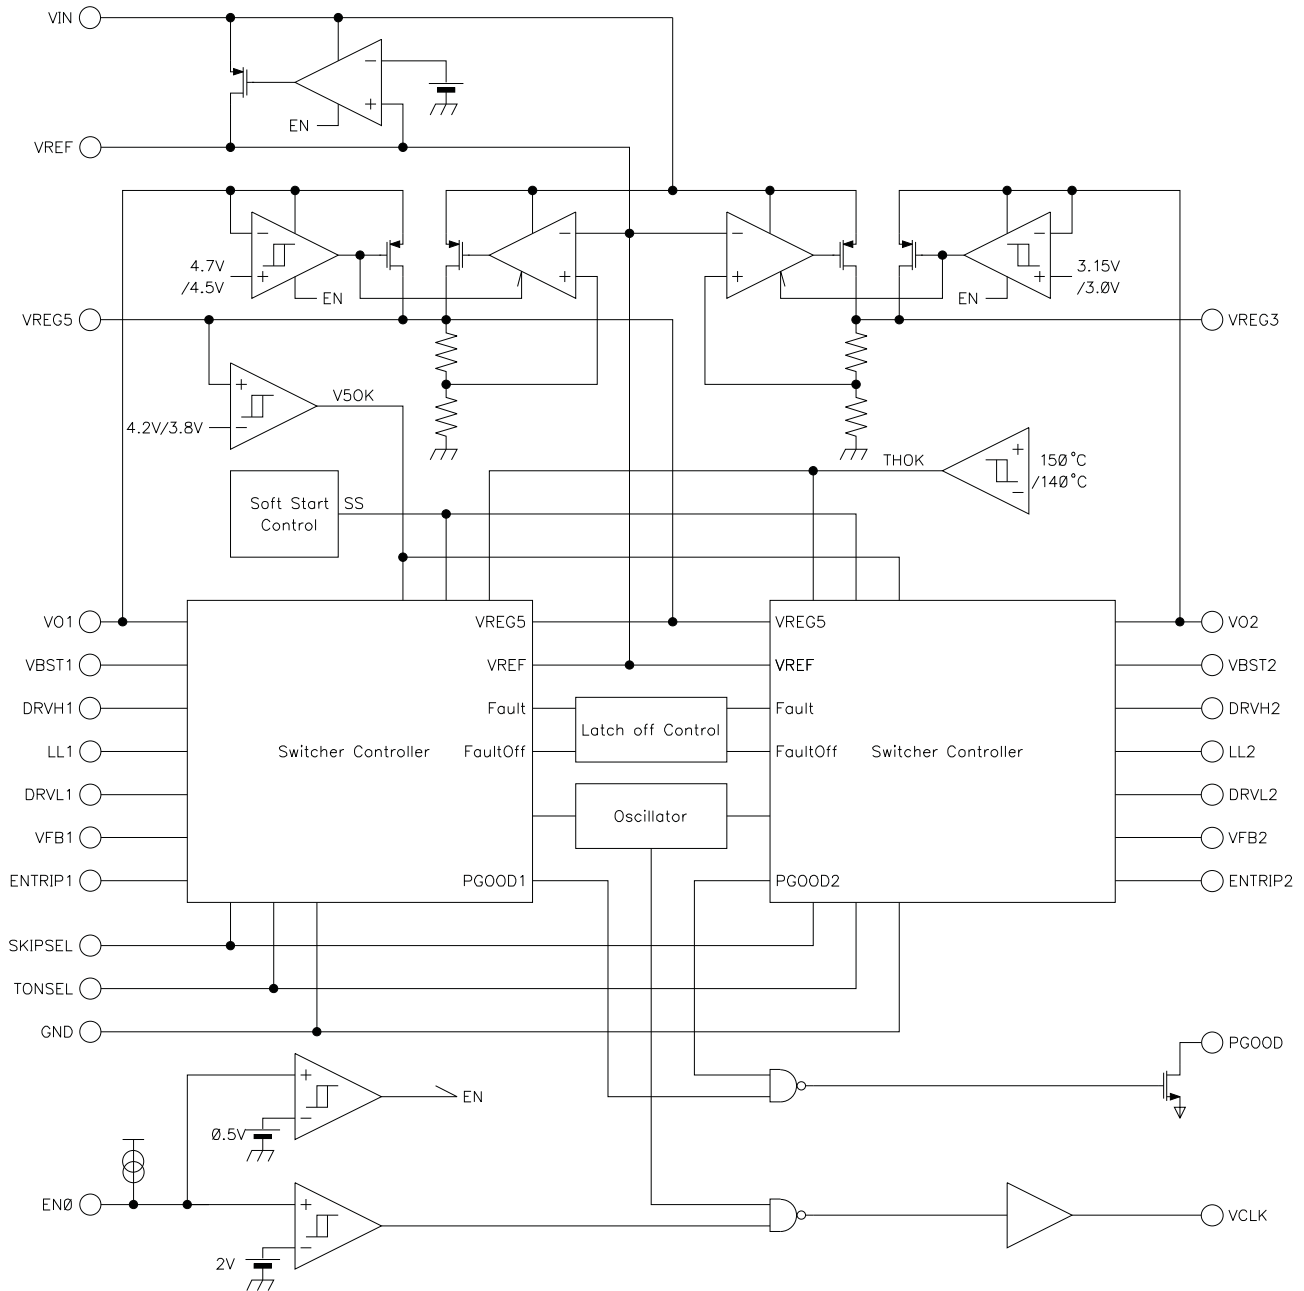 VIN
EN
VREF
4.7V
/4.5V
EN
EN
3.15V
/3.0V
VREG5
VREG3
V5OK
4.2V/3.8V
THOK
150°C
/140°C
Soft Start
Control
SS
VO1
VREG5
VREG5
VO2
VBST1
VREF
VREF
VBST2
DRVH1
Fault
Fault
DRVH2
Latch off Control
LL1
Switcher Controller
FaultOff
FaultOff
Switcher Controller
LL2
DRVL1
DRVL2
Oscillator
VFB1
VFB2
ENTRIP1
PGOOD1
PGOOD2
ENTRIP2
SKIPSEL
TONSEL
GND
PGOOD
EN
0.5V
EN0
VCLK
2V